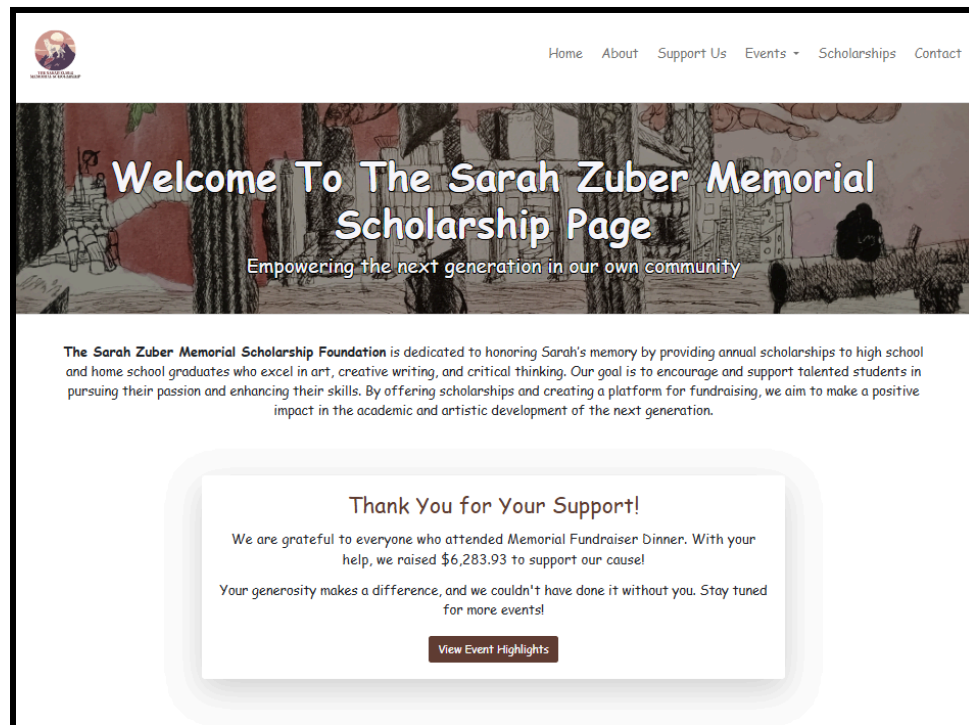 THE SARAH ZUBER
MEMORIAL SCHOLARSHIP
Home About Support Us Events Scholarships Contact
Welcome To The Sarah Zuber Memorial
Scholarship Page
Empowering the next generation in our own community
The Sarah Zuber Memorial Scholarship Foundation is dedicated to honoring Sarah's memory by providing annual scholarships to high school
and home school graduates who excel in art, creative writing, and critical thinking. Our goal is to encourage and support talented students in
pursuing their passion and enhancing their skills. By offering scholarships and creating a platform for fundraising, we aim to make a positive
impact in the academic and artistic development of the next generation.
Thank You for Your Support!
We are grateful to everyone who attended Memorial Fundraiser Dinner. With your
help, we raised $6,283.93 to support our cause!
Your generosity makes a difference, and we couldn't have done it without you. Stay tuned
for more events!
View Event Highlights